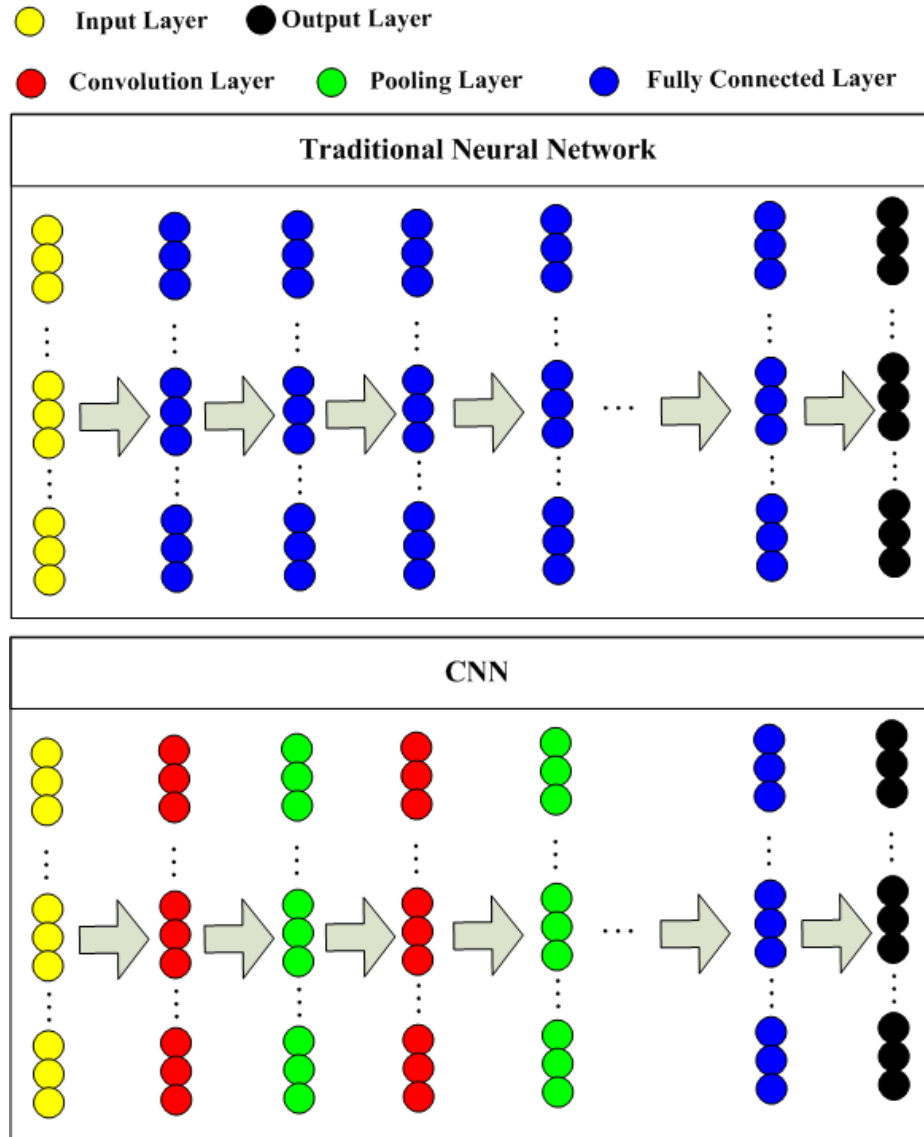 Input Layer Output Layer
Convolution Layer Pooling Layer Fully Connected Layer
Traditional Neural Network
...
CNN
...